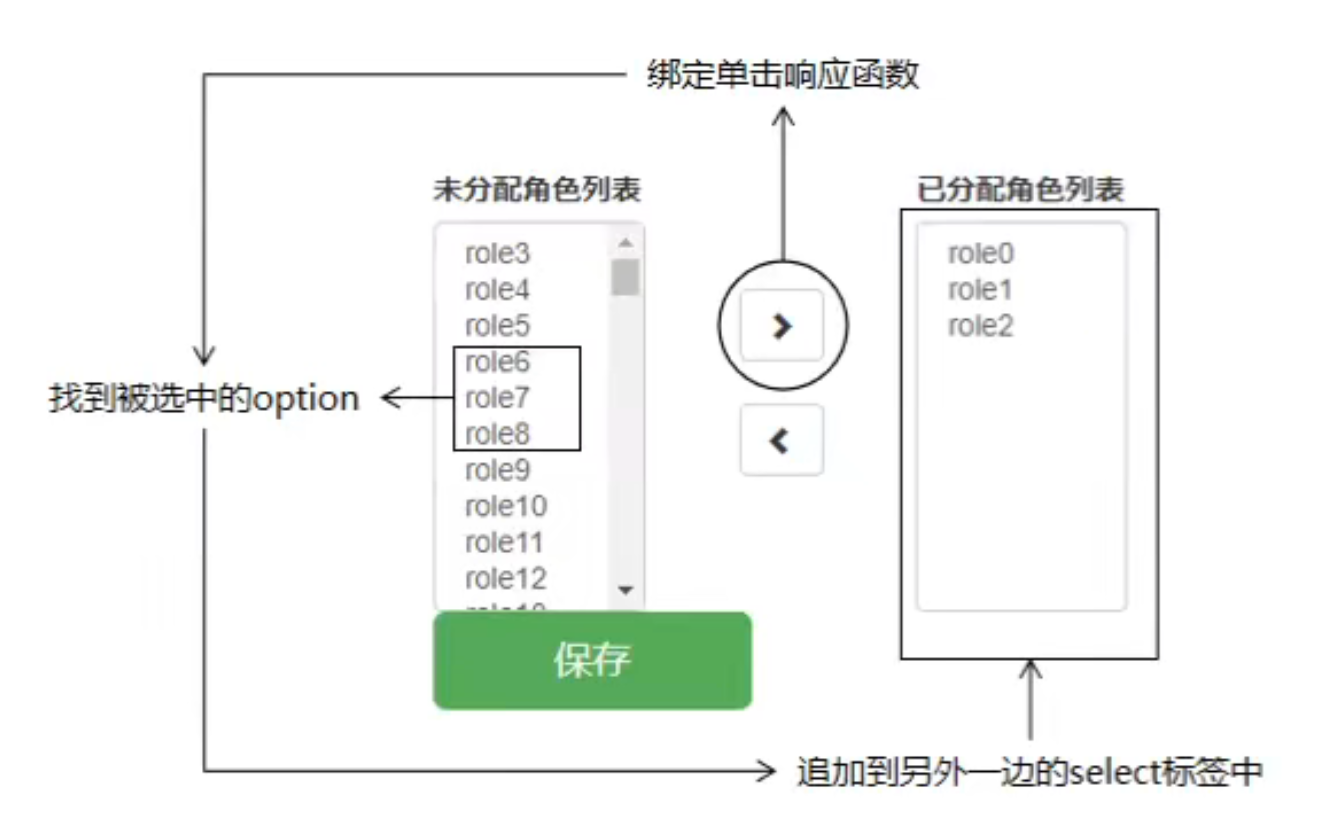 绑定单击响应函数
未分配角色列表
已分配角色列表
role3
role4
role5
role6
role7
role8
role9
role10
role11
role12
role0
role1
role2
找到被选中的option
保存
追加到另外一边的select标签中